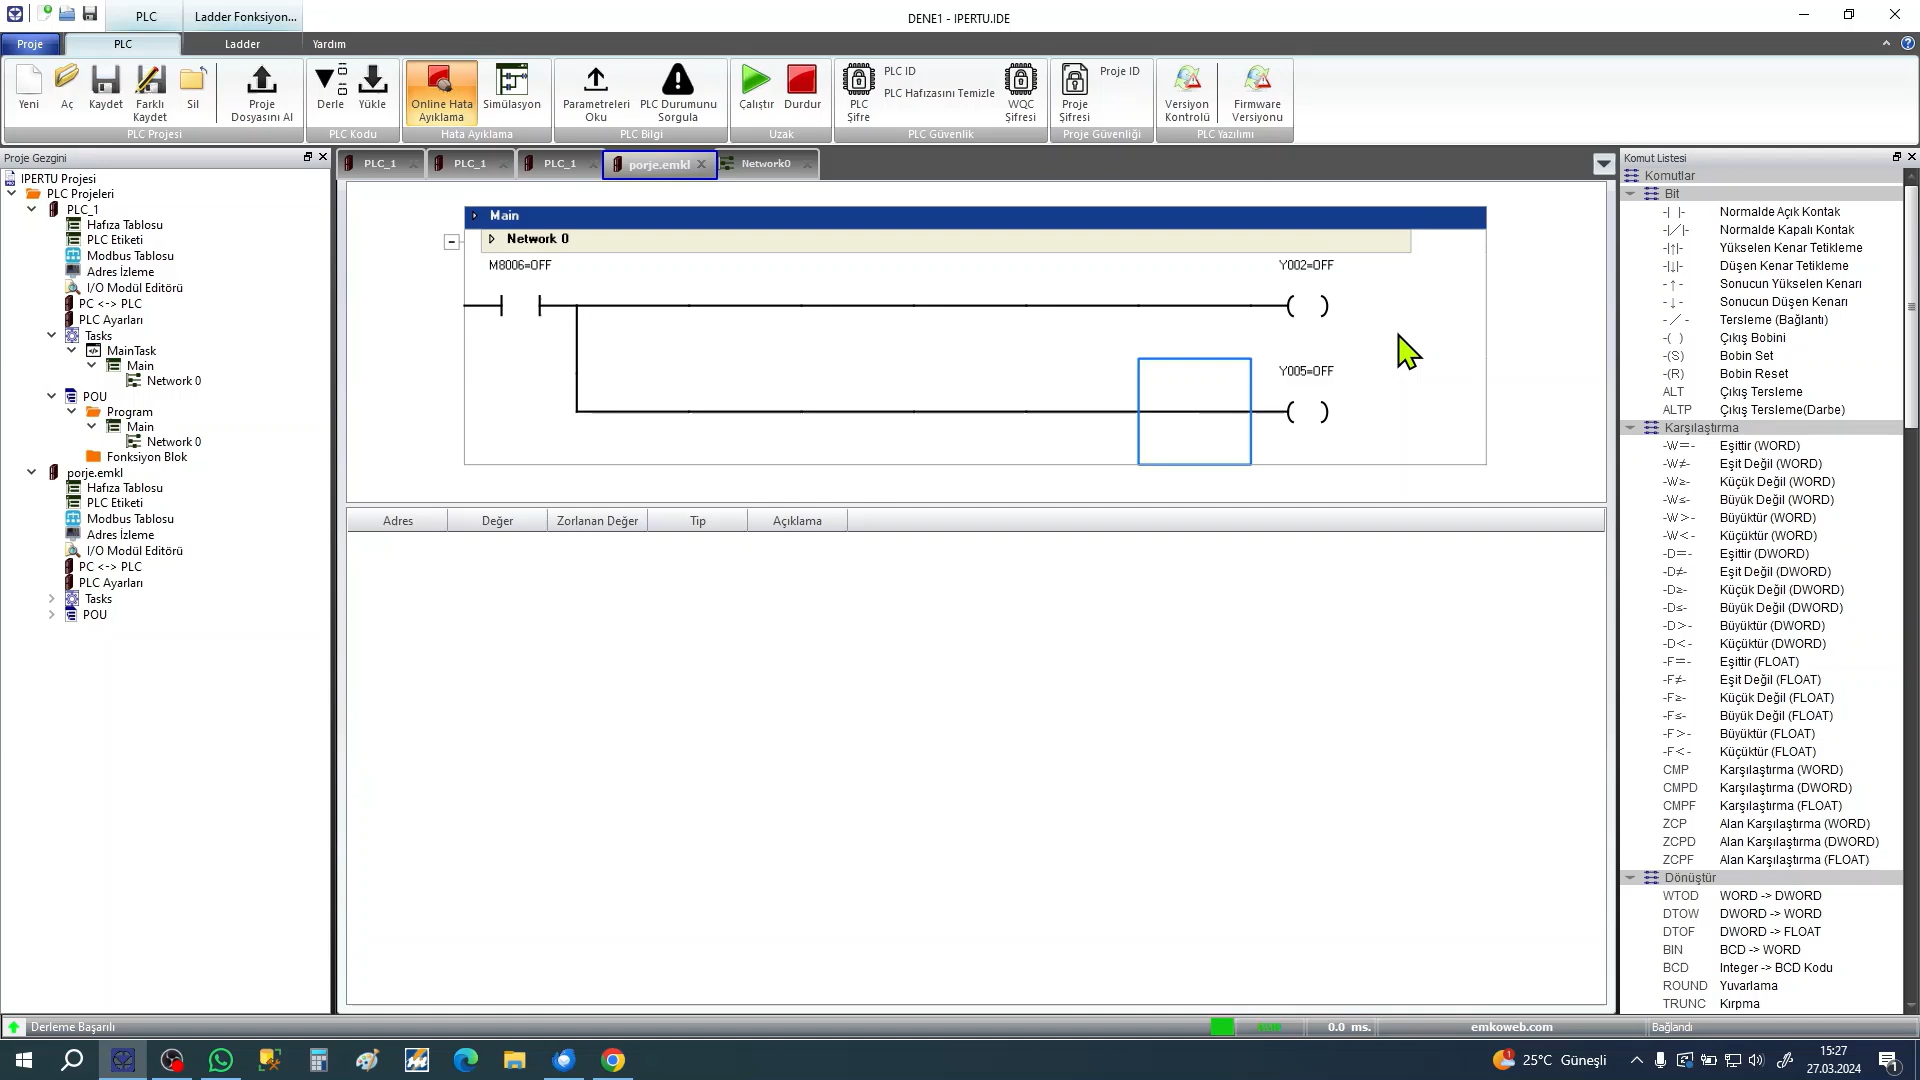 PLC
Ladder Fonksiyon...
DENE1 - IPERTU.IDE
Proje
PLC
Ladder
Yardım
Yeni
Aç
Kaydet
Farklı Kaydet
Sil
Proje Dosyasını Al
PLC Projesi
Derle
Yükle
PLC Kodu
Online Hata Ayıklama
Simülasyon
Hata Ayıklama
Parametreleri Oku
PLC Durumunu Sorgula
PLC Bilgi
Çalıştır
Durdur
Uzak
PLC Şifre
PLC ID
PLC Hafızasını Temizle
WQC Şifresi
PLC Güvenlik
Proje Şifresi
Proje ID
Proje Güvenliği
Versiyon Kontrolü
Firmware Versiyonu
PLC Yazılımı
Proje Gezgini
IPERTU Projesi
PLC Projeleri
PLC_1
Hafıza Tablosu
PLC Etiketi
Modbus Tablosu
Adres İzleme
I/O Modül Editörü
PC <-> PLC
PLC Ayarları
Tasks
MainTask
Main
Network 0
POU
Program
Main
Network 0
Fonksiyon Blok
porje.emkl
Hafıza Tablosu
PLC Etiketi
Modbus Tablosu
Adres İzleme
I/O Modül Editörü
PC <-> PLC
PLC Ayarları
Tasks
POU
PLC_1
PLC_1
PLC_1
porje.emkl
Network0
Main
Network 0
M8006=OFF
Y002=OFF
Y005=OFF
Adres
Değer
Zorlanan Değer
Tip
Açıklama
Komut Listesi
Komutlar
Bit
-| |- Normalde Açık Kontak
-|/|- Normalde Kapalı Kontak
-|↑|- Yükselen Kenar Tetikleme
-|↓|- Düşen Kenar Tetikleme
-↑- Sonucun Yükselen Kenarı
-↓- Sonucun Düşen Kenarı
-/- Tersleme (Bağlantı)
-( ) Çıkış Bobini
-(S) Bobin Set
-(R) Bobin Reset
ALT Çıkış Tersleme
ALTP Çıkış Tersleme(Darbe)
Karşılaştırma
-W=- Eşittir (WORD)
-W≠- Eşit Değil (WORD)
-W≥- Küçük Değil (WORD)
-W≤- Büyük Değil (WORD)
-W>- Büyüktür (WORD)
-W<- Küçüktür (WORD)
-D=- Eşittir (DWORD)
-D≠- Eşit Değil (DWORD)
-D≥- Küçük Değil (DWORD)
-D≤- Büyük Değil (DWORD)
-D>- Büyüktür (DWORD)
-D<- Küçüktür (DWORD)
-F=- Eşittir (FLOAT)
-F≠- Eşit Değil (FLOAT)
-F≥- Küçük Değil (FLOAT)
-F≤- Büyük Değil (FLOAT)
-F>- Büyüktür (FLOAT)
-F<- Küçüktür (FLOAT)
CMP Karşılaştırma (WORD)
CMPD Karşılaştırma (DWORD)
CMPF Karşılaştırma (FLOAT)
ZCP Alan Karşılaştırma (WORD)
ZCPD Alan Karşılaştırma (DWORD)
ZCPF Alan Karşılaştırma (FLOAT)
Dönüştür
WTOD WORD -> DWORD
DTOW DWORD -> WORD
DTOF DWORD -> FLOAT
BIN BCD -> WORD
BCD Integer -> BCD Kodu
ROUND Yuvarlama
TRUNC Kırpma
Derleme Başarılı
0.0 ms.
emkoweb.com
Bağlandı
25°C Güneşli
15:27
27.03.2024